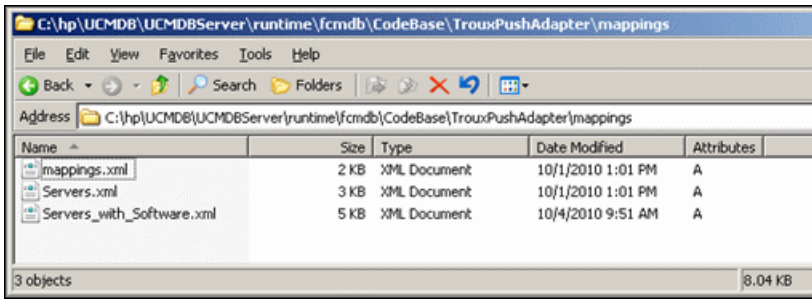 C:\hp\UCMDB\UCMDBServer\runtime\fcmdb\CodeBase\TrouxPushAdapter\mappings
File Edit View Favorites Tools Help
Back Search Folders
Address C:\hp\UCMDB\UCMDBServer\runtime\fcmdb\CodeBase\TrouxPushAdapter\mappings
Name Size Type Date Modified Attributes
mappings.xml 2 KB XML Document 10/1/2010 1:01 PM A
Servers.xml 3 KB XML Document 10/1/2010 1:01 PM A
Servers_with_Software.xml 5 KB XML Document 10/4/2010 9:51 AM A
3 objects 8.04 KB